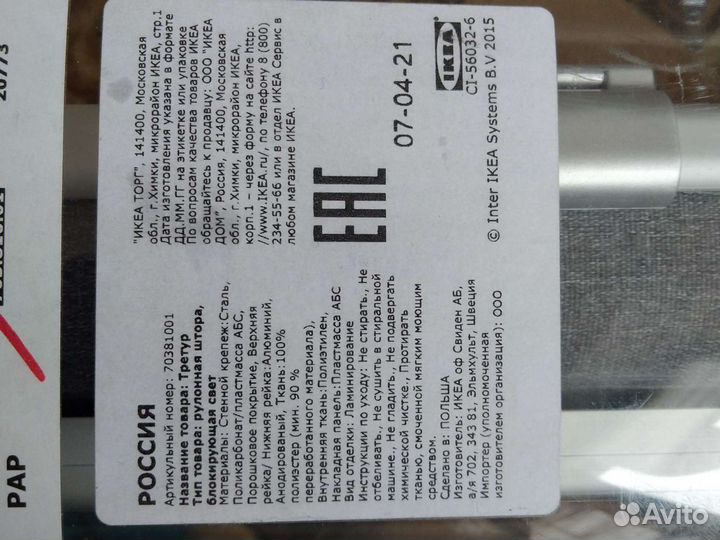 РОССИЯ
Артикульный номер: 70381001
Название товара: Третур
Тип товара: рулонная штора,
блокирующая свет
Материалы: Стенной крепеж:Сталь,
Поликарбонат/пластмасса АБС,
Порошковое покрытие, Верхняя
рейка/ Нижняя рейка:Алюминий,
Анодированный, Ткань:100%
полиэстер (мин. 90 %
переработанного материала),
Внутренняя ткань:Полиэтилен,
Накладная панель:Пластмасса АБС
Вид отделки: Ламинирование
Инструкции по уходу: Не стирать., Не
отбеливать., Не сушить в стиральной
машине. Не гладить., Не подвергать
химической чистке., Протирать
тканью, смоченной мягким моющим
средством.
Сделано в: ПОЛЬША
Изготовитель: ИКЕА оф Свиден АБ,
а/я 702, 343 81, Эльмхульт, Швеция
Импортер (уполномоченная
изготовителем организация): ООО
"ИКЕА ТОРГ", 141400, Московская
обл., г.Химки, микрорайон ИКЕА, стр.1
Дата изготовления указана в формате
ДД.ММ.ГГ на этикетке или упаковке
По вопросам качества товаров ИКЕА
обращайтесь к продавцу: ООО "ИКЕА
ДОМ", Россия, 141400, Московская
обл., г.Химки, микрорайон ИКЕА,
корп.1 – через форму на сайте http:
//www.IKEA.ru/, по телефону 8 (800)
234-55-66 или в отдел ИКЕА Сервис в
любом магазине ИКЕА.
EAC
07-04-21
IKEA
CI-56032-6
© Inter IKEA Systems B.V 2015
PAP
20773
Avito